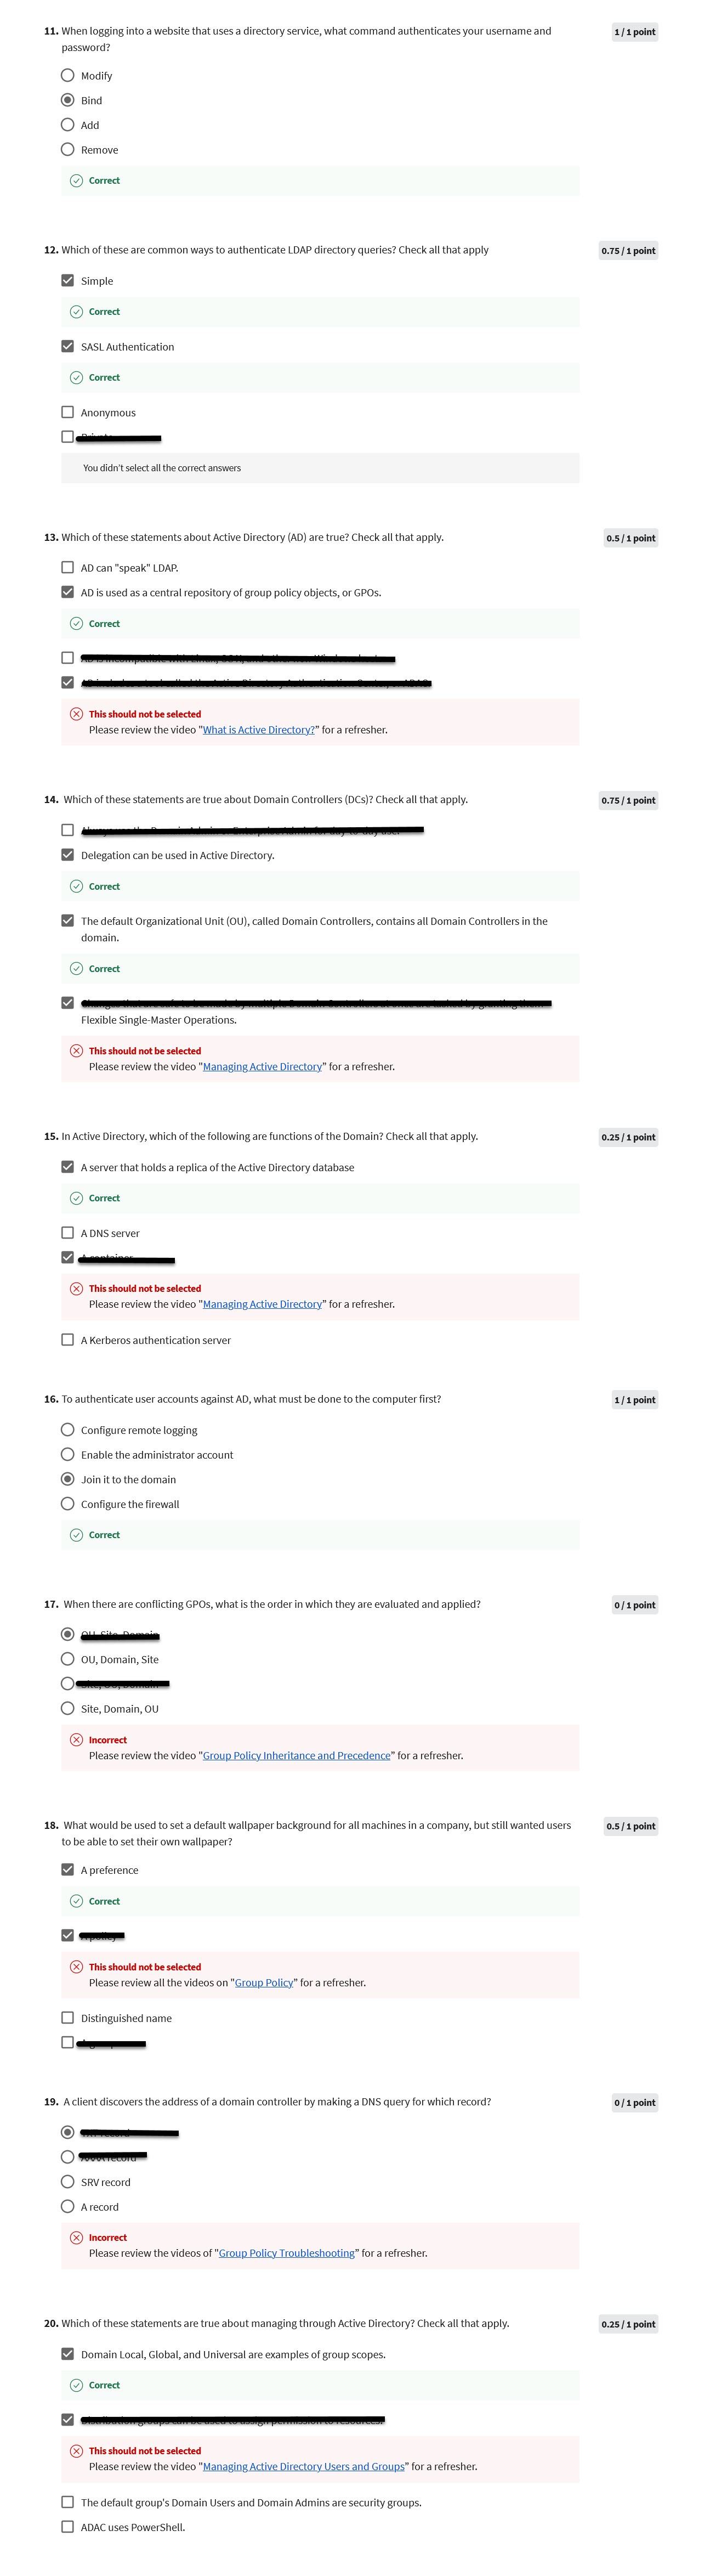 11. When logging into a website that uses a directory service, what command authenticates your username and
password?
1 / 1 point
Modify
Bind
Add
Remove
Correct
12. Which of these are common ways to authenticate LDAP directory queries? Check all that apply
0.75 / 1 point
Simple
Correct
SASL Authentication
Correct
Anonymous
You didn't select all the correct answers
13. Which of these statements about Active Directory (AD) are true? Check all that apply.
0.5 / 1 point
AD can "speak" LDAP.
AD is used as a central repository of group policy objects, or GPOs.
Correct
This should not be selected
Please review the video "What is Active Directory?" for a refresher.
14. Which of these statements are true about Domain Controllers (DCs)? Check all that apply.
0.75 / 1 point
Delegation can be used in Active Directory.
Correct
The default Organizational Unit (OU), called Domain Controllers, contains all Domain Controllers in the
domain.
Correct
Flexible Single-Master Operations.
This should not be selected
Please review the video "Managing Active Directory" for a refresher.
15. In Active Directory, which of the following are functions of the Domain? Check all that apply.
0.25 / 1 point
A server that holds a replica of the Active Directory database
Correct
A DNS server
This should not be selected
Please review the video "Managing Active Directory" for a refresher.
A Kerberos authentication server
16. To authenticate user accounts against AD, what must be done to the computer first?
1 / 1 point
Configure remote logging
Enable the administrator account
Join it to the domain
Configure the firewall
Correct
17. When there are conflicting GPOs, what is the order in which they are evaluated and applied?
0 / 1 point
OU, Domain, Site
Site, Domain, OU
Incorrect
Please review the video "Group Policy Inheritance and Precedence" for a refresher.
18. What would be used to set a default wallpaper background for all machines in a company, but still wanted users
to be able to set their own wallpaper?
0.5 / 1 point
A preference
Correct
This should not be selected
Please review all the videos on "Group Policy" for a refresher.
Distinguished name
19. A client discovers the address of a domain controller by making a DNS query for which record?
0 / 1 point
SRV record
A record
Incorrect
Please review the videos of "Group Policy Troubleshooting" for a refresher.
20. Which of these statements are true about managing through Active Directory? Check all that apply.
0.25 / 1 point
Domain Local, Global, and Universal are examples of group scopes.
Correct
This should not be selected
Please review the video "Managing Active Directory Users and Groups" for a refresher.
The default group's Domain Users and Domain Admins are security groups.
ADAC uses PowerShell.